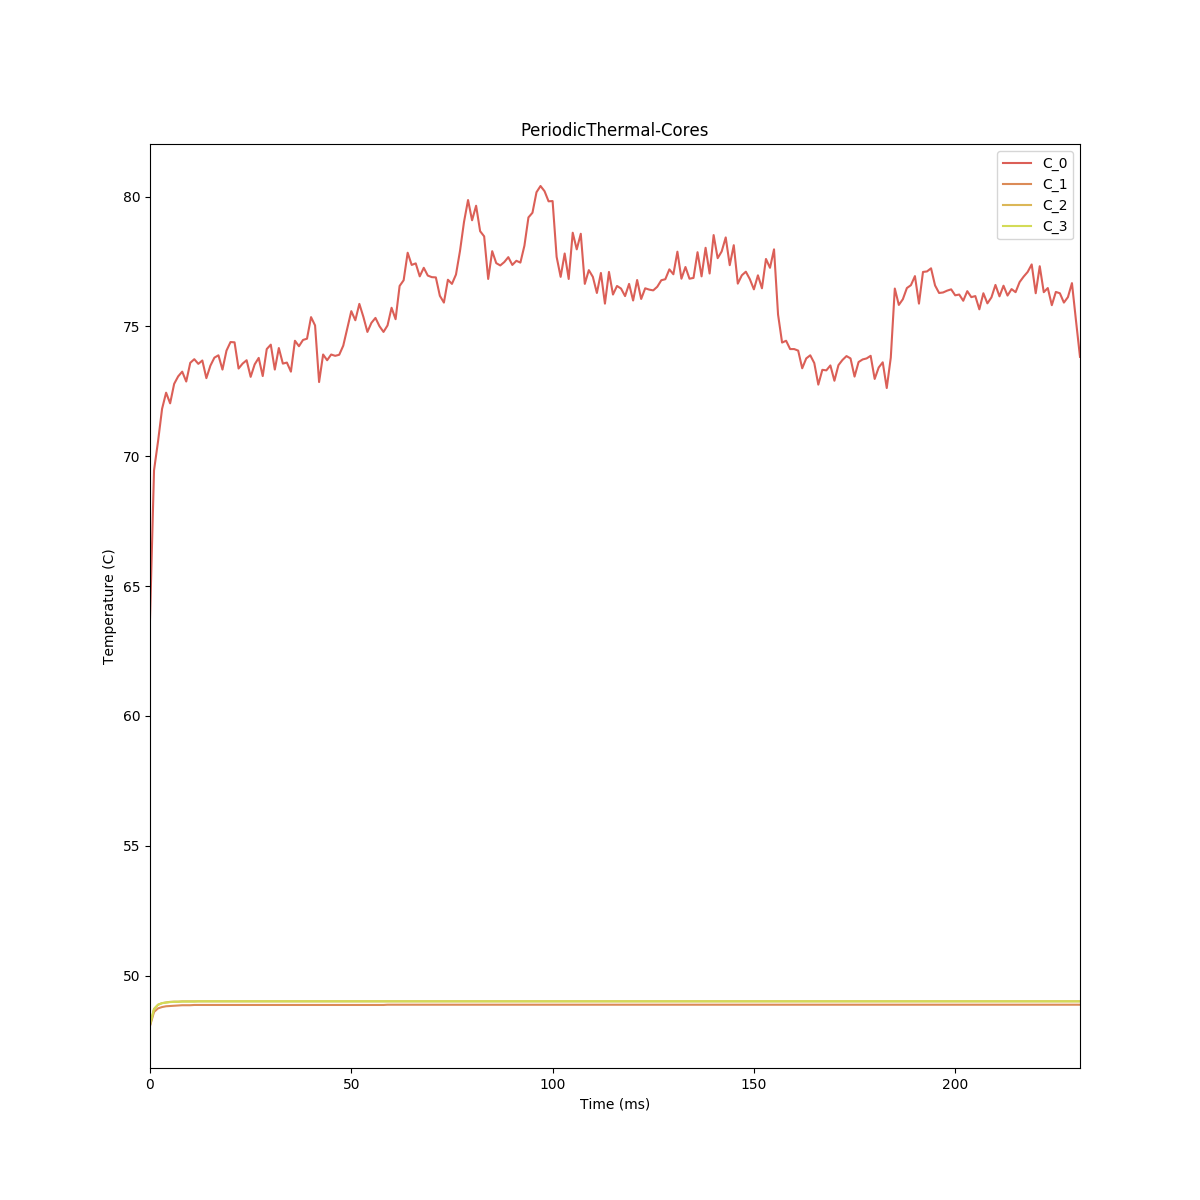 PeriodicThermal-Cores
C_0
C_1
C_2
C_3
80
75
70
65
60
55
50
Temperature (C)
0 50 100 150 200
Time (ms)